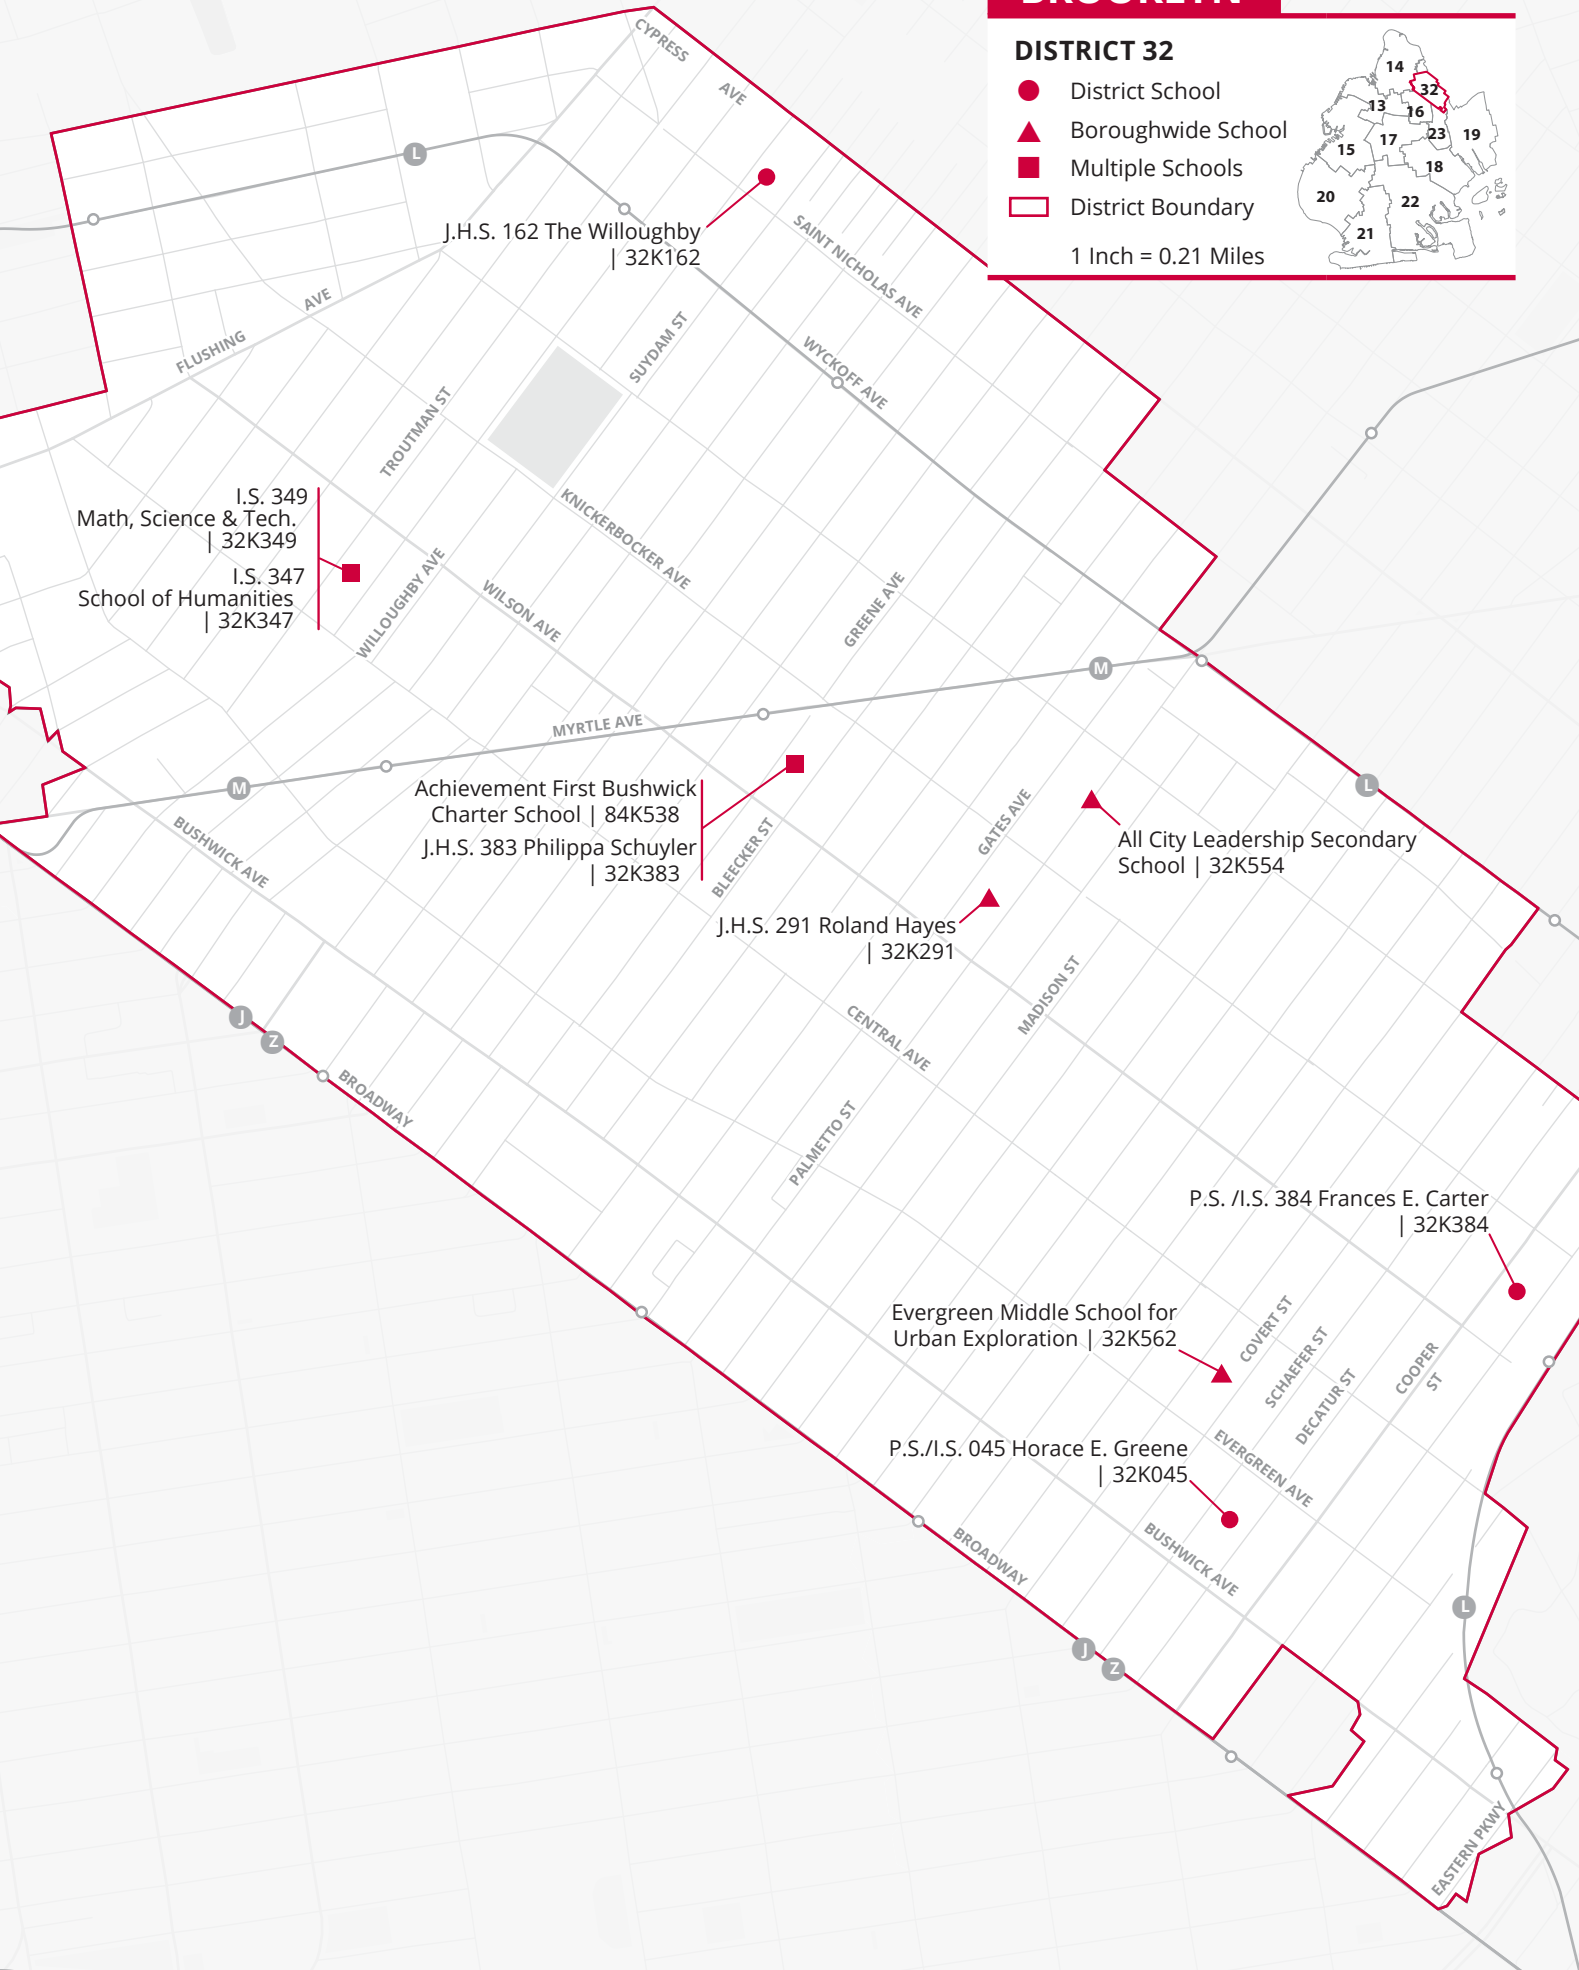 BROOKLYN
DISTRICT 32
District School
Boroughwide School
Multiple Schools
District Boundary
1 Inch = 0.21 Miles
14
32
13
16
23
19
17
15
18
20
22
21
CYPRESS
AVE
L
J.H.S. 162 The Willoughby
| 32K162
SAINT NICHOLAS AVE
FLUSHING
AVE
SUYDAM ST
WYCKOFF AVE
TROUTMAN ST
I.S. 349
Math, Science & Tech.
| 32K349
I.S. 347
School of Humanities
| 32K347
KNICKERBOCKER AVE
WILLOUGHBY AVE
WILSON AVE
GREENE AVE
M
MYRTLE AVE
M
L
Achievement First Bushwick
Charter School | 84K538
J.H.S. 383 Philippa Schuyler
| 32K383
BLEECKER ST
GATES AVE
All City Leadership Secondary
School | 32K554
BUSHWICK AVE
J.H.S. 291 Roland Hayes
| 32K291
MADISON ST
J
Z
CENTRAL AVE
BROADWAY
PALMETTO ST
P.S. /I.S. 384 Frances E. Carter
| 32K384
Evergreen Middle School for
Urban Exploration | 32K562
COVERT ST
SCHAEFER ST
DECATUR ST
COOPER
ST
P.S./I.S. 045 Horace E. Greene
| 32K045
EVERGREEN AVE
BROADWAY
BUSHWICK AVE
L
J
Z
EASTERN PKWY